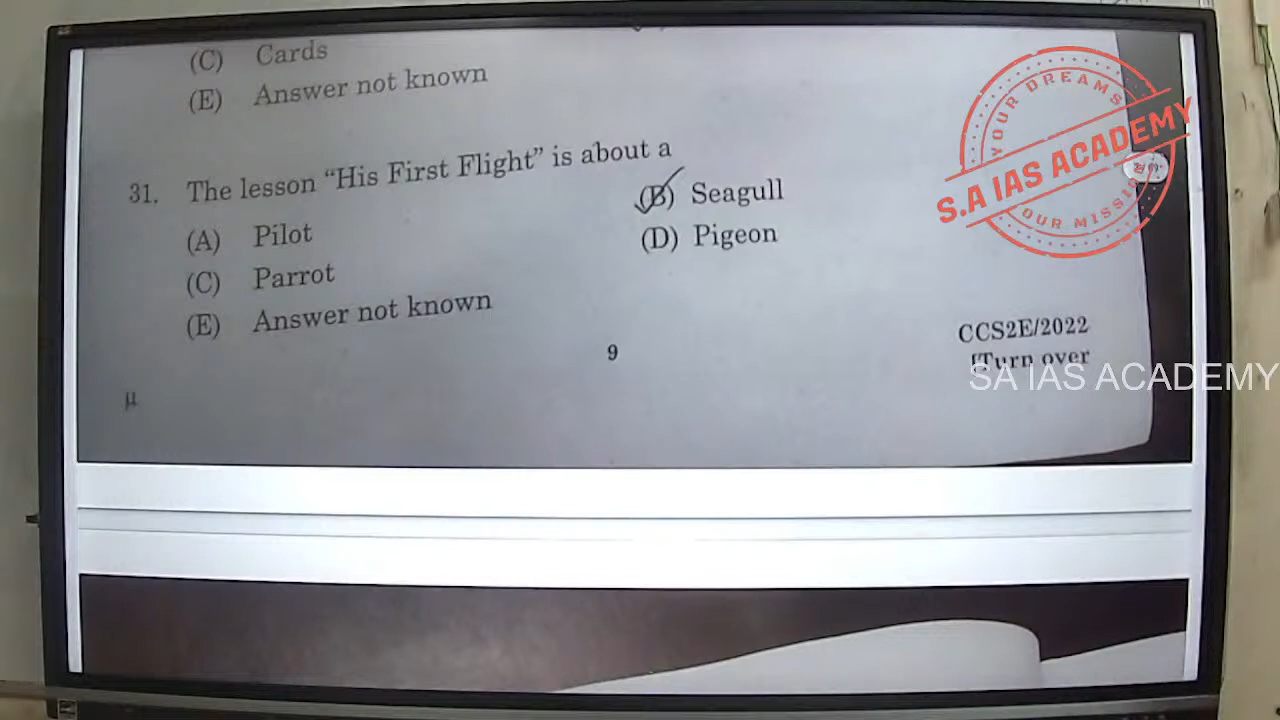 (C) Cards
(E) Answer not known
31. The lesson “His First Flight” is about a
(A) Pilot
(B) Seagull
(C) Parrot
(D) Pigeon
(E) Answer not known
9
CCS2E/2022
[Turn over
µ
YOUR DREAMS
S.A IAS ACADEMY
OUR MISSION
SA IAS ACADEMY